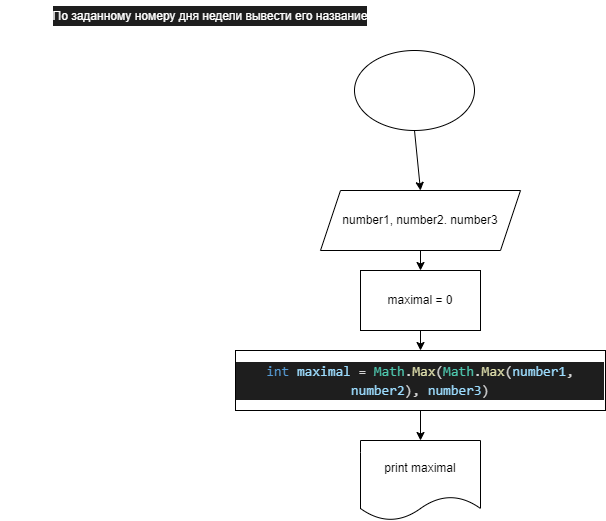 По заданному номеру дня недели вывести его название
number1, number2. number3
maximal = 0
int maximal = Math.Max(Math.Max(number1,
number2), number3)
print maximal